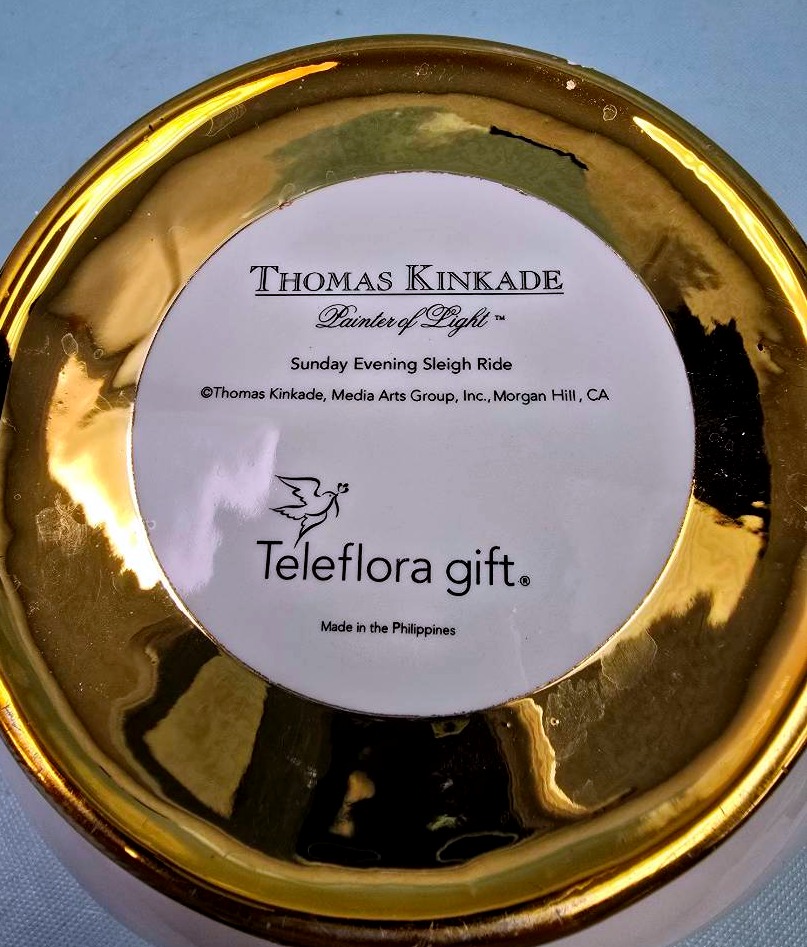 THOMAS KINKADE
Painter of Light™
Sunday Evening Sleigh Ride
©Thomas Kinkade, Media Arts Group, Inc., Morgan Hill, CA
Teleflora gift.®
Made in the Philippines